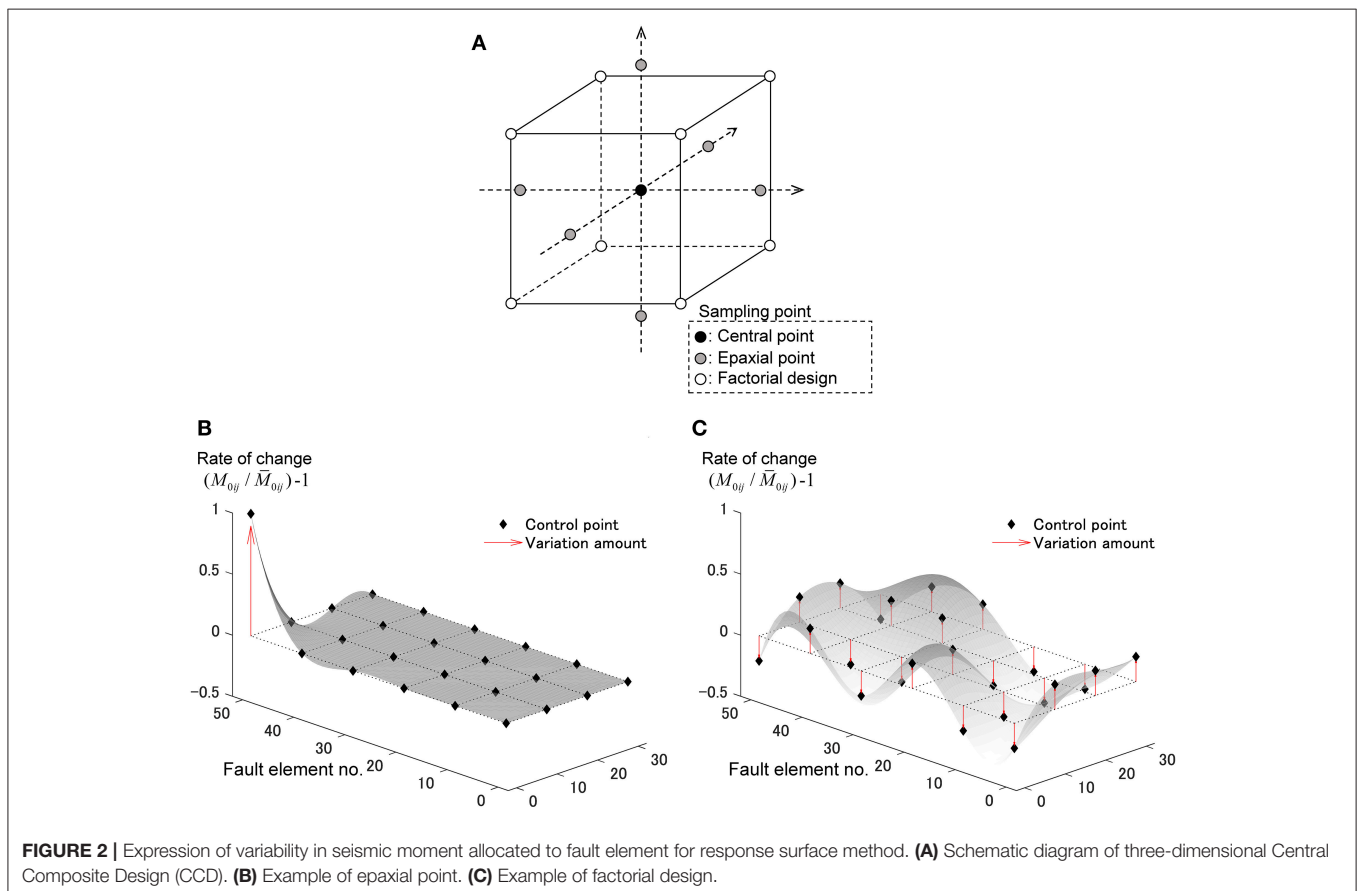 A
Sampling point
●: Central point
●: Epaxial point
○: Factorial design
B
Rate of change
(M₀ᵢⱼ / M̄₀ᵢⱼ)-1
◆ Control point
→ Variation amount
1
0.5
0
−0.5
50
40
30
20
10
0
Fault element no.
0
10
20
30
C
Rate of change
(M₀ᵢⱼ / M̄₀ᵢⱼ)-1
◆ Control point
→ Variation amount
1
0.5
0
−0.5
50
40
30
20
10
0
Fault element no.
0
10
20
30
FIGURE 2 | Expression of variability in seismic moment allocated to fault element for response surface method. (A) Schematic diagram of three-dimensional Central
Composite Design (CCD). (B) Example of epaxial point. (C) Example of factorial design.